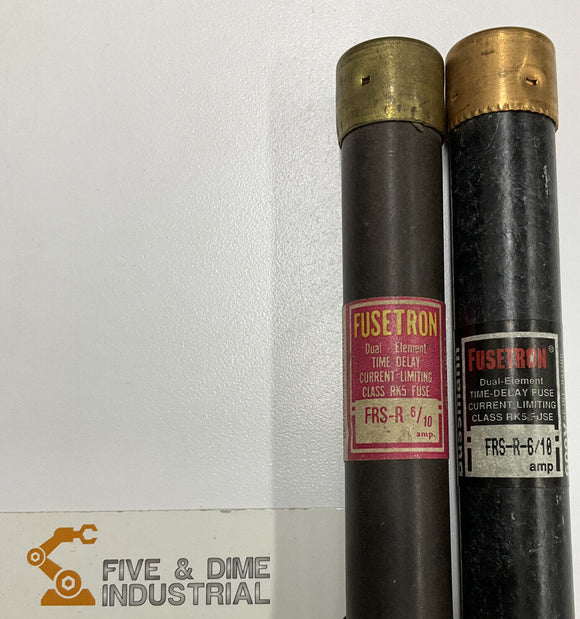 FUSETRON
Dual-Element
TIME DELAY
CURRENT-LIMITING
CLASS RK5 FUSE
FRS-R 6/10
amp.
FUSETRON®
Dual-Element
TIME-DELAY FUSE
CURRENT-LIMITING
CLASS RK5 FUSE
FRS-R-6/10
amp
FIVE & DIME
INDUSTRIAL